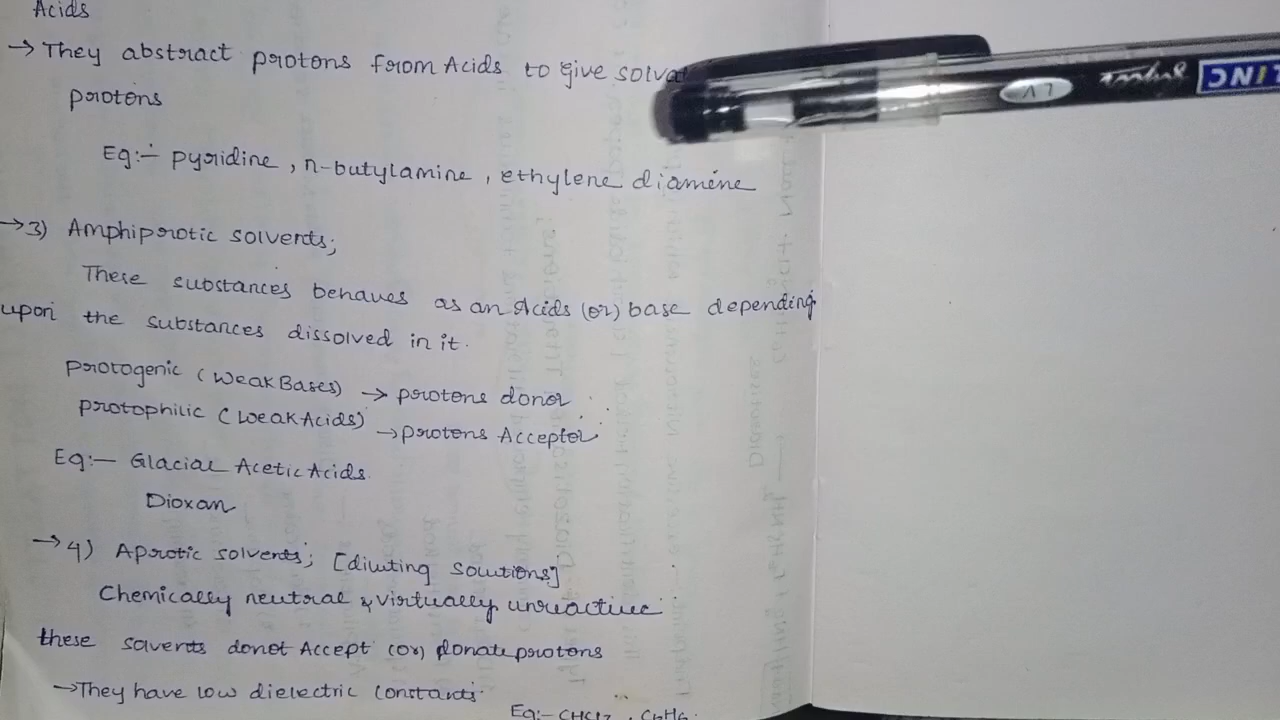 Acids
→ They abstract protons from Acids to give solva
protons
Eg:- pyridine, n-butylamine, ethylene diamine
→3) Amphiprotic solvents;
These substances behaves as an Acids (or) base depending
upon the substances dissolved in it.
protogenic (Weak Bases) → protons donor
protophilic (Weak Acids) → protons Acceptor
Eg:- Glacial Acetic Acids.
Dioxan
→4) Aprotic solvents; [diluting solutions]
Chemically neutral & virtually unreactive
these solvents donot Accept (or) donate protons
→They have low dielectric Constants.
Eg:- CHCl3, C6H6.